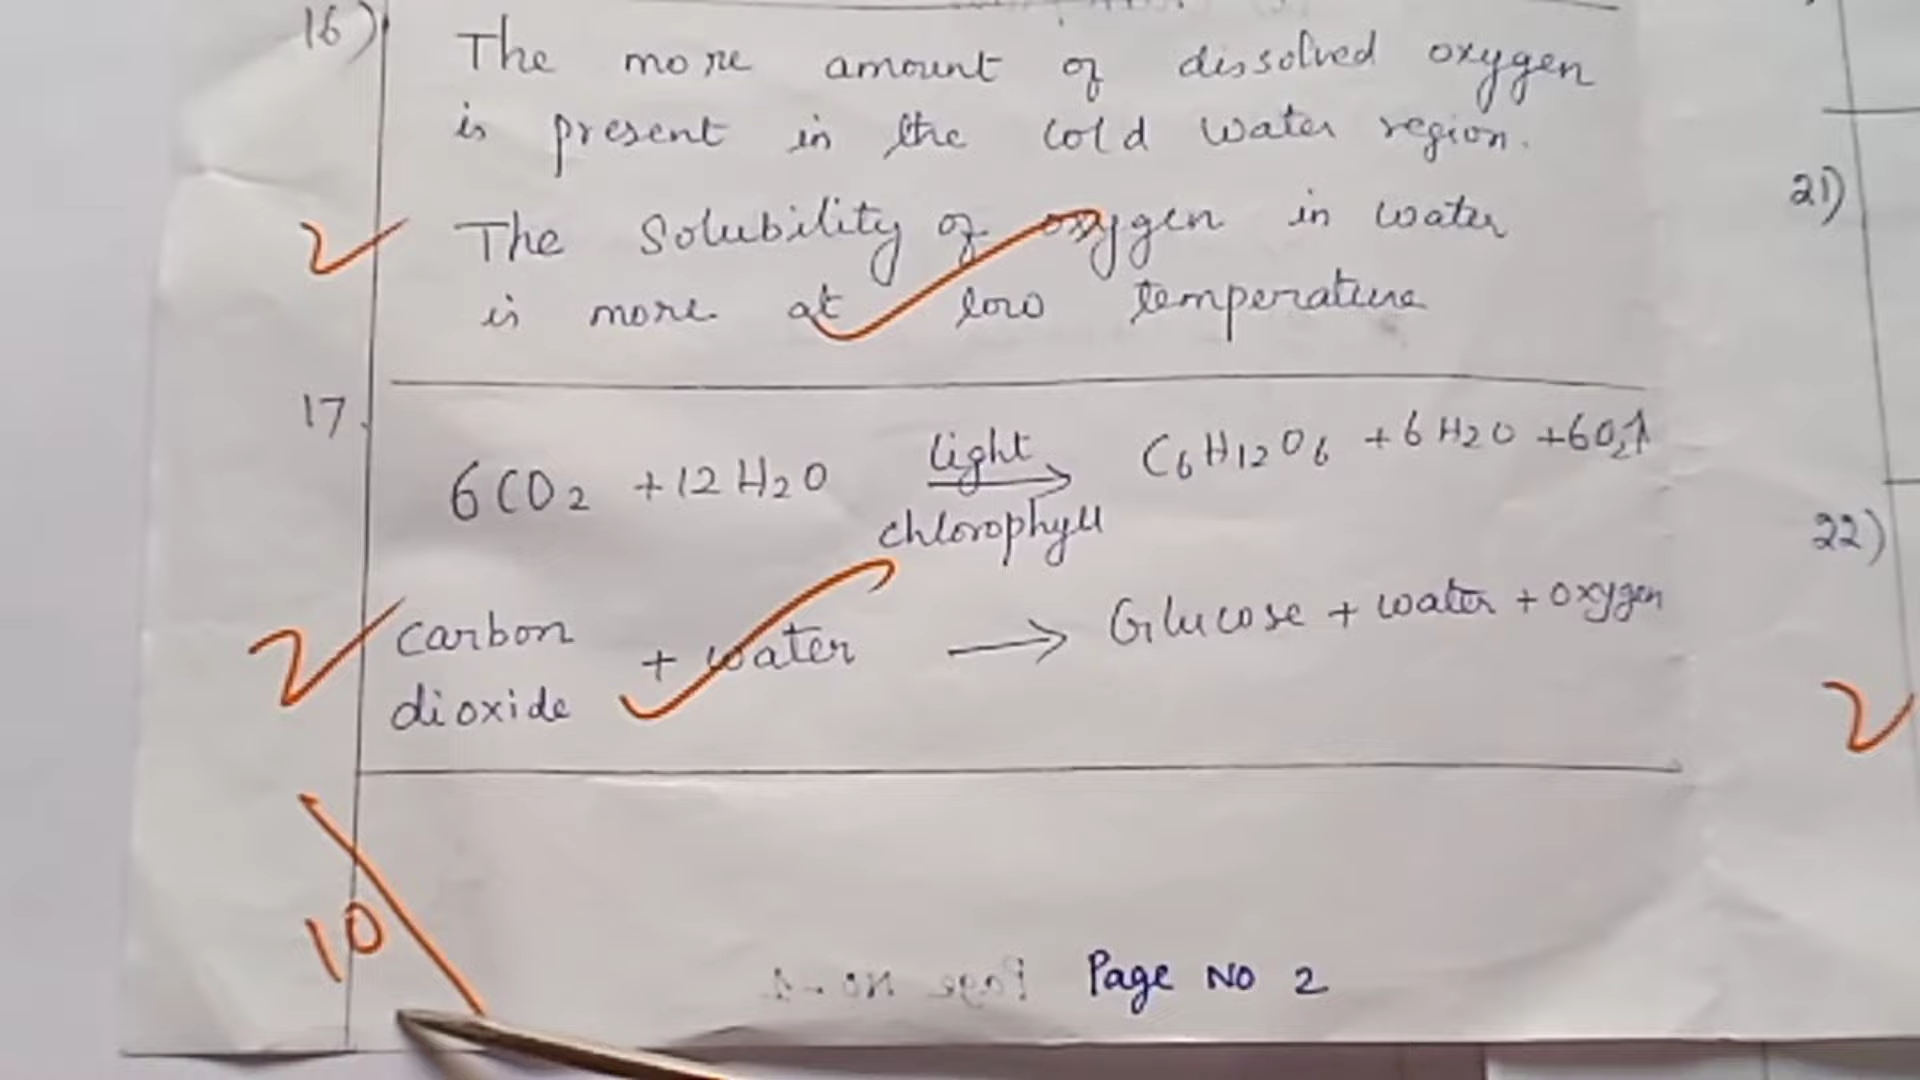 16)
The more amount of dissolved oxygen
is present in the cold water region.
2
The Solubility of oxygen in water
is more at low temperature
17.
6CO2 + 12H2O light → chlorophyll C6H12O6 + 6H2O + 6O2↑
2
carbon dioxide + water → Glucose + water + oxygen
10
Page No 2
21)
22)
2